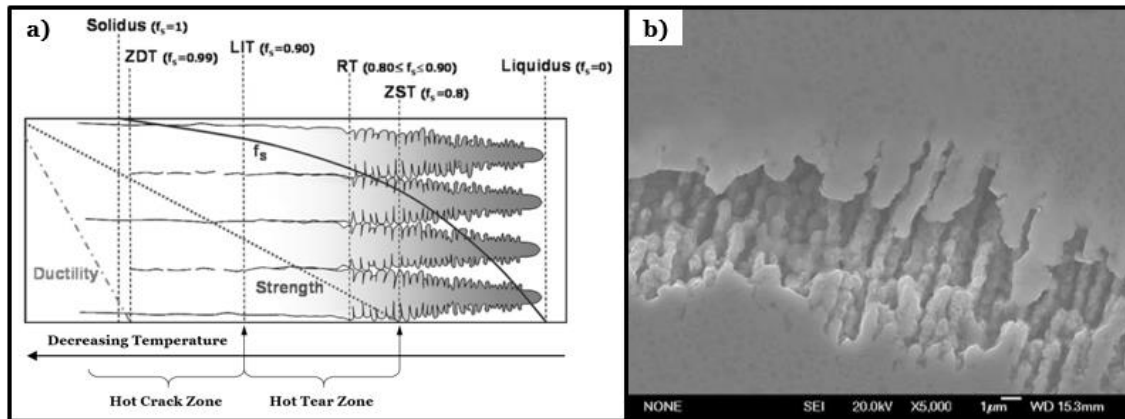 a)
Solidus (fs=1)
ZDT (fs=0.99)
LIT (fs=0.90)
RT (0.80≤ fs≤0.90)
ZST (fs=0.8)
Liquidus (fs=0)
fs
Ductility
Strength
Decreasing Temperature
Hot Crack Zone
Hot Tear Zone
b)
NONE SEI 20.0kV X5,000 1μm WD 15.3mm